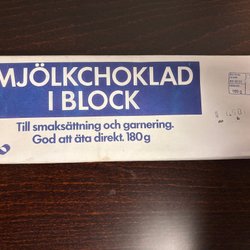 MJÖLKCHOKLAD
I BLOCK
Till smaksättning och garnering.
God att äta direkt. 180 g